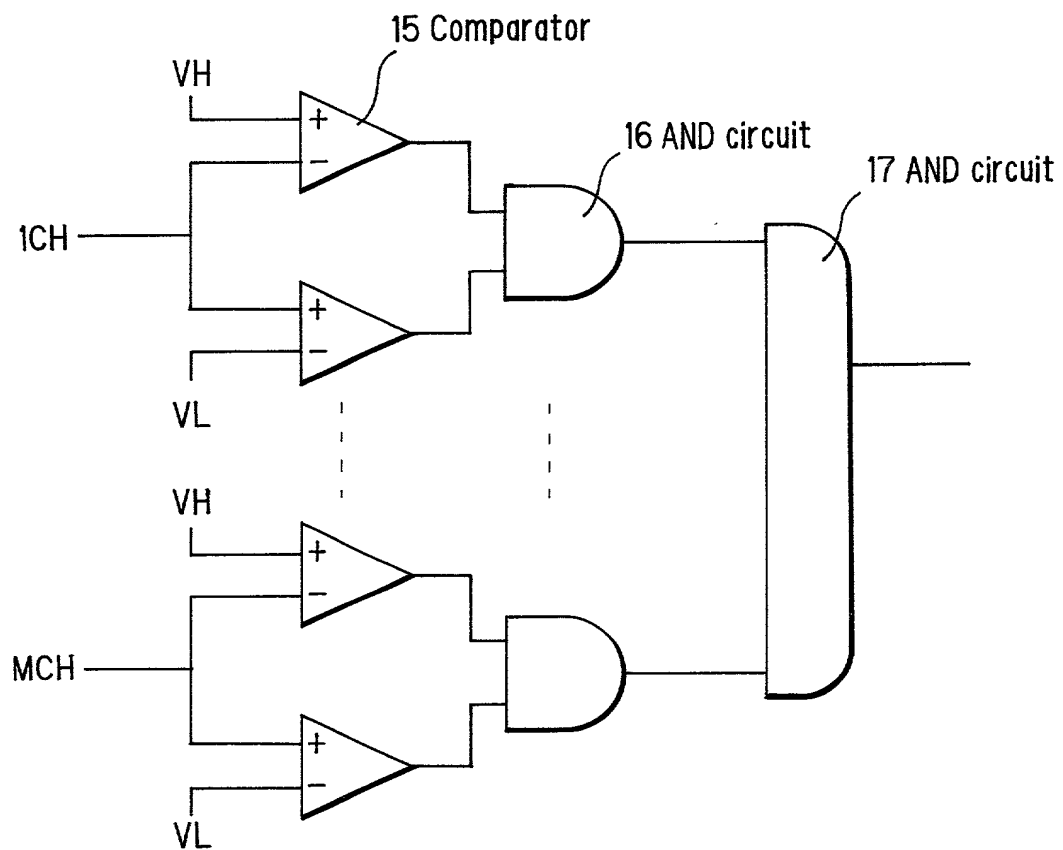 15 Comparator
VH
+
−
16 AND circuit
17 AND circuit
1CH
+
−
VL
VH
+
−
MCH
+
−
VL